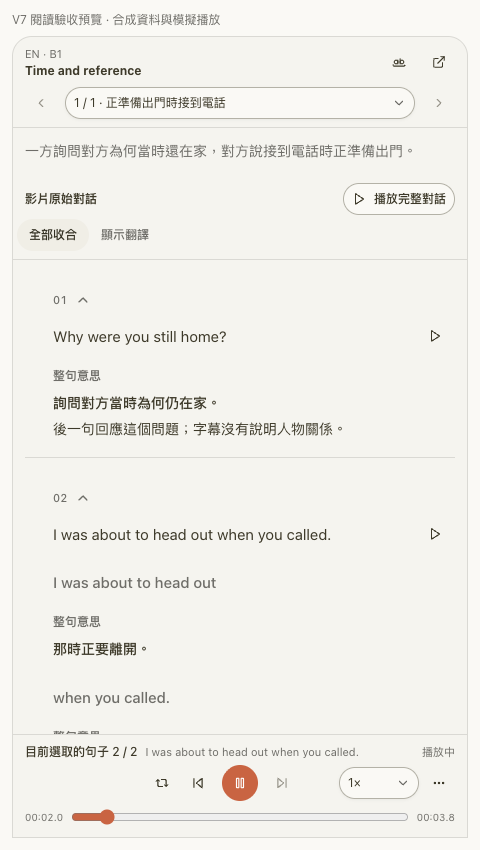 V7 閱讀驗收預覽 · 合成資料與模擬播放
EN · B1
Time and reference
ab
1 / 1 · 正準備出門時接到電話
一方詢問對方為何當時還在家，對方說接到電話時正準備出門。
影片原始對話
播放完整對話
全部收合
顯示翻譯
01
Why were you still home?
整句意思
詢問對方當時為何仍在家。
後一句回應這個問題；字幕沒有說明人物關係。
02
I was about to head out when you called.
I was about to head out
整句意思
那時正要離開。
when you called.
整句意思
目前選取的句子 2 / 2 I was about to head out when you called. 播放中
1×
00:02.0
00:03.8